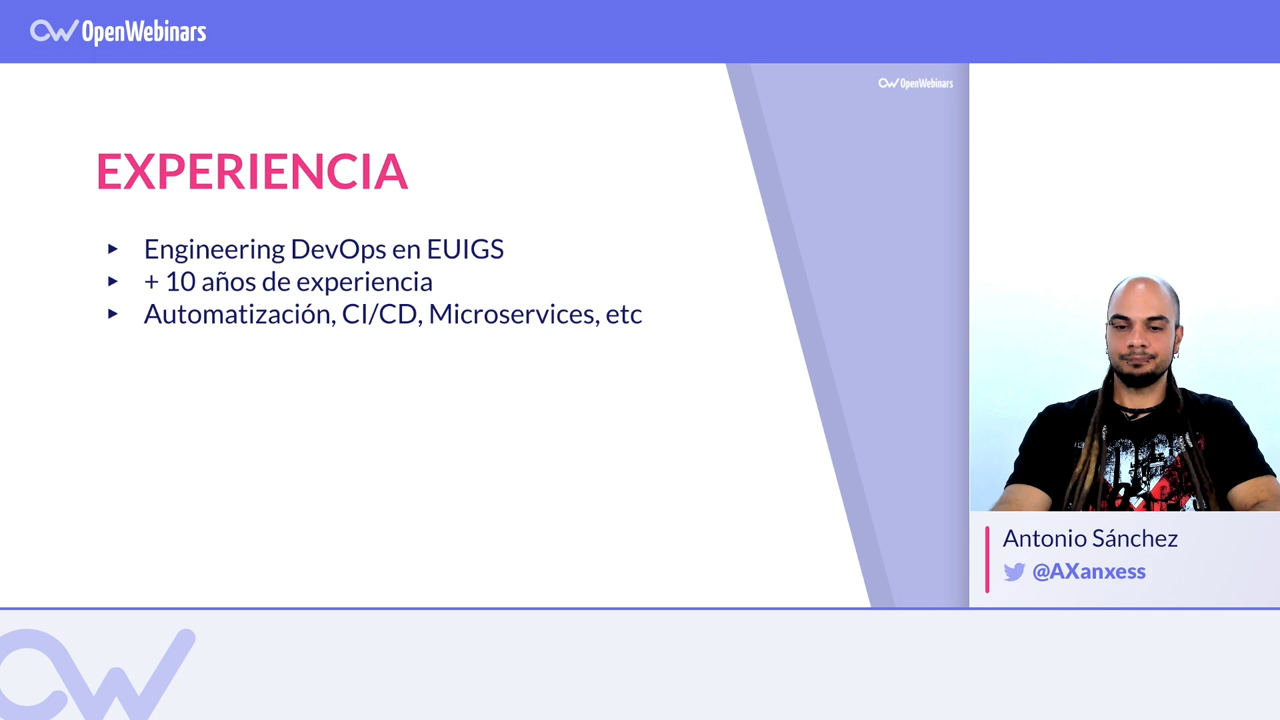 OpenWebinars
OpenWebinars
EXPERIENCIA
Engineering DevOps en EUIGS
+ 10 años de experiencia
Automatización, CI/CD, Microservices, etc
Antonio Sánchez
@AXanxess